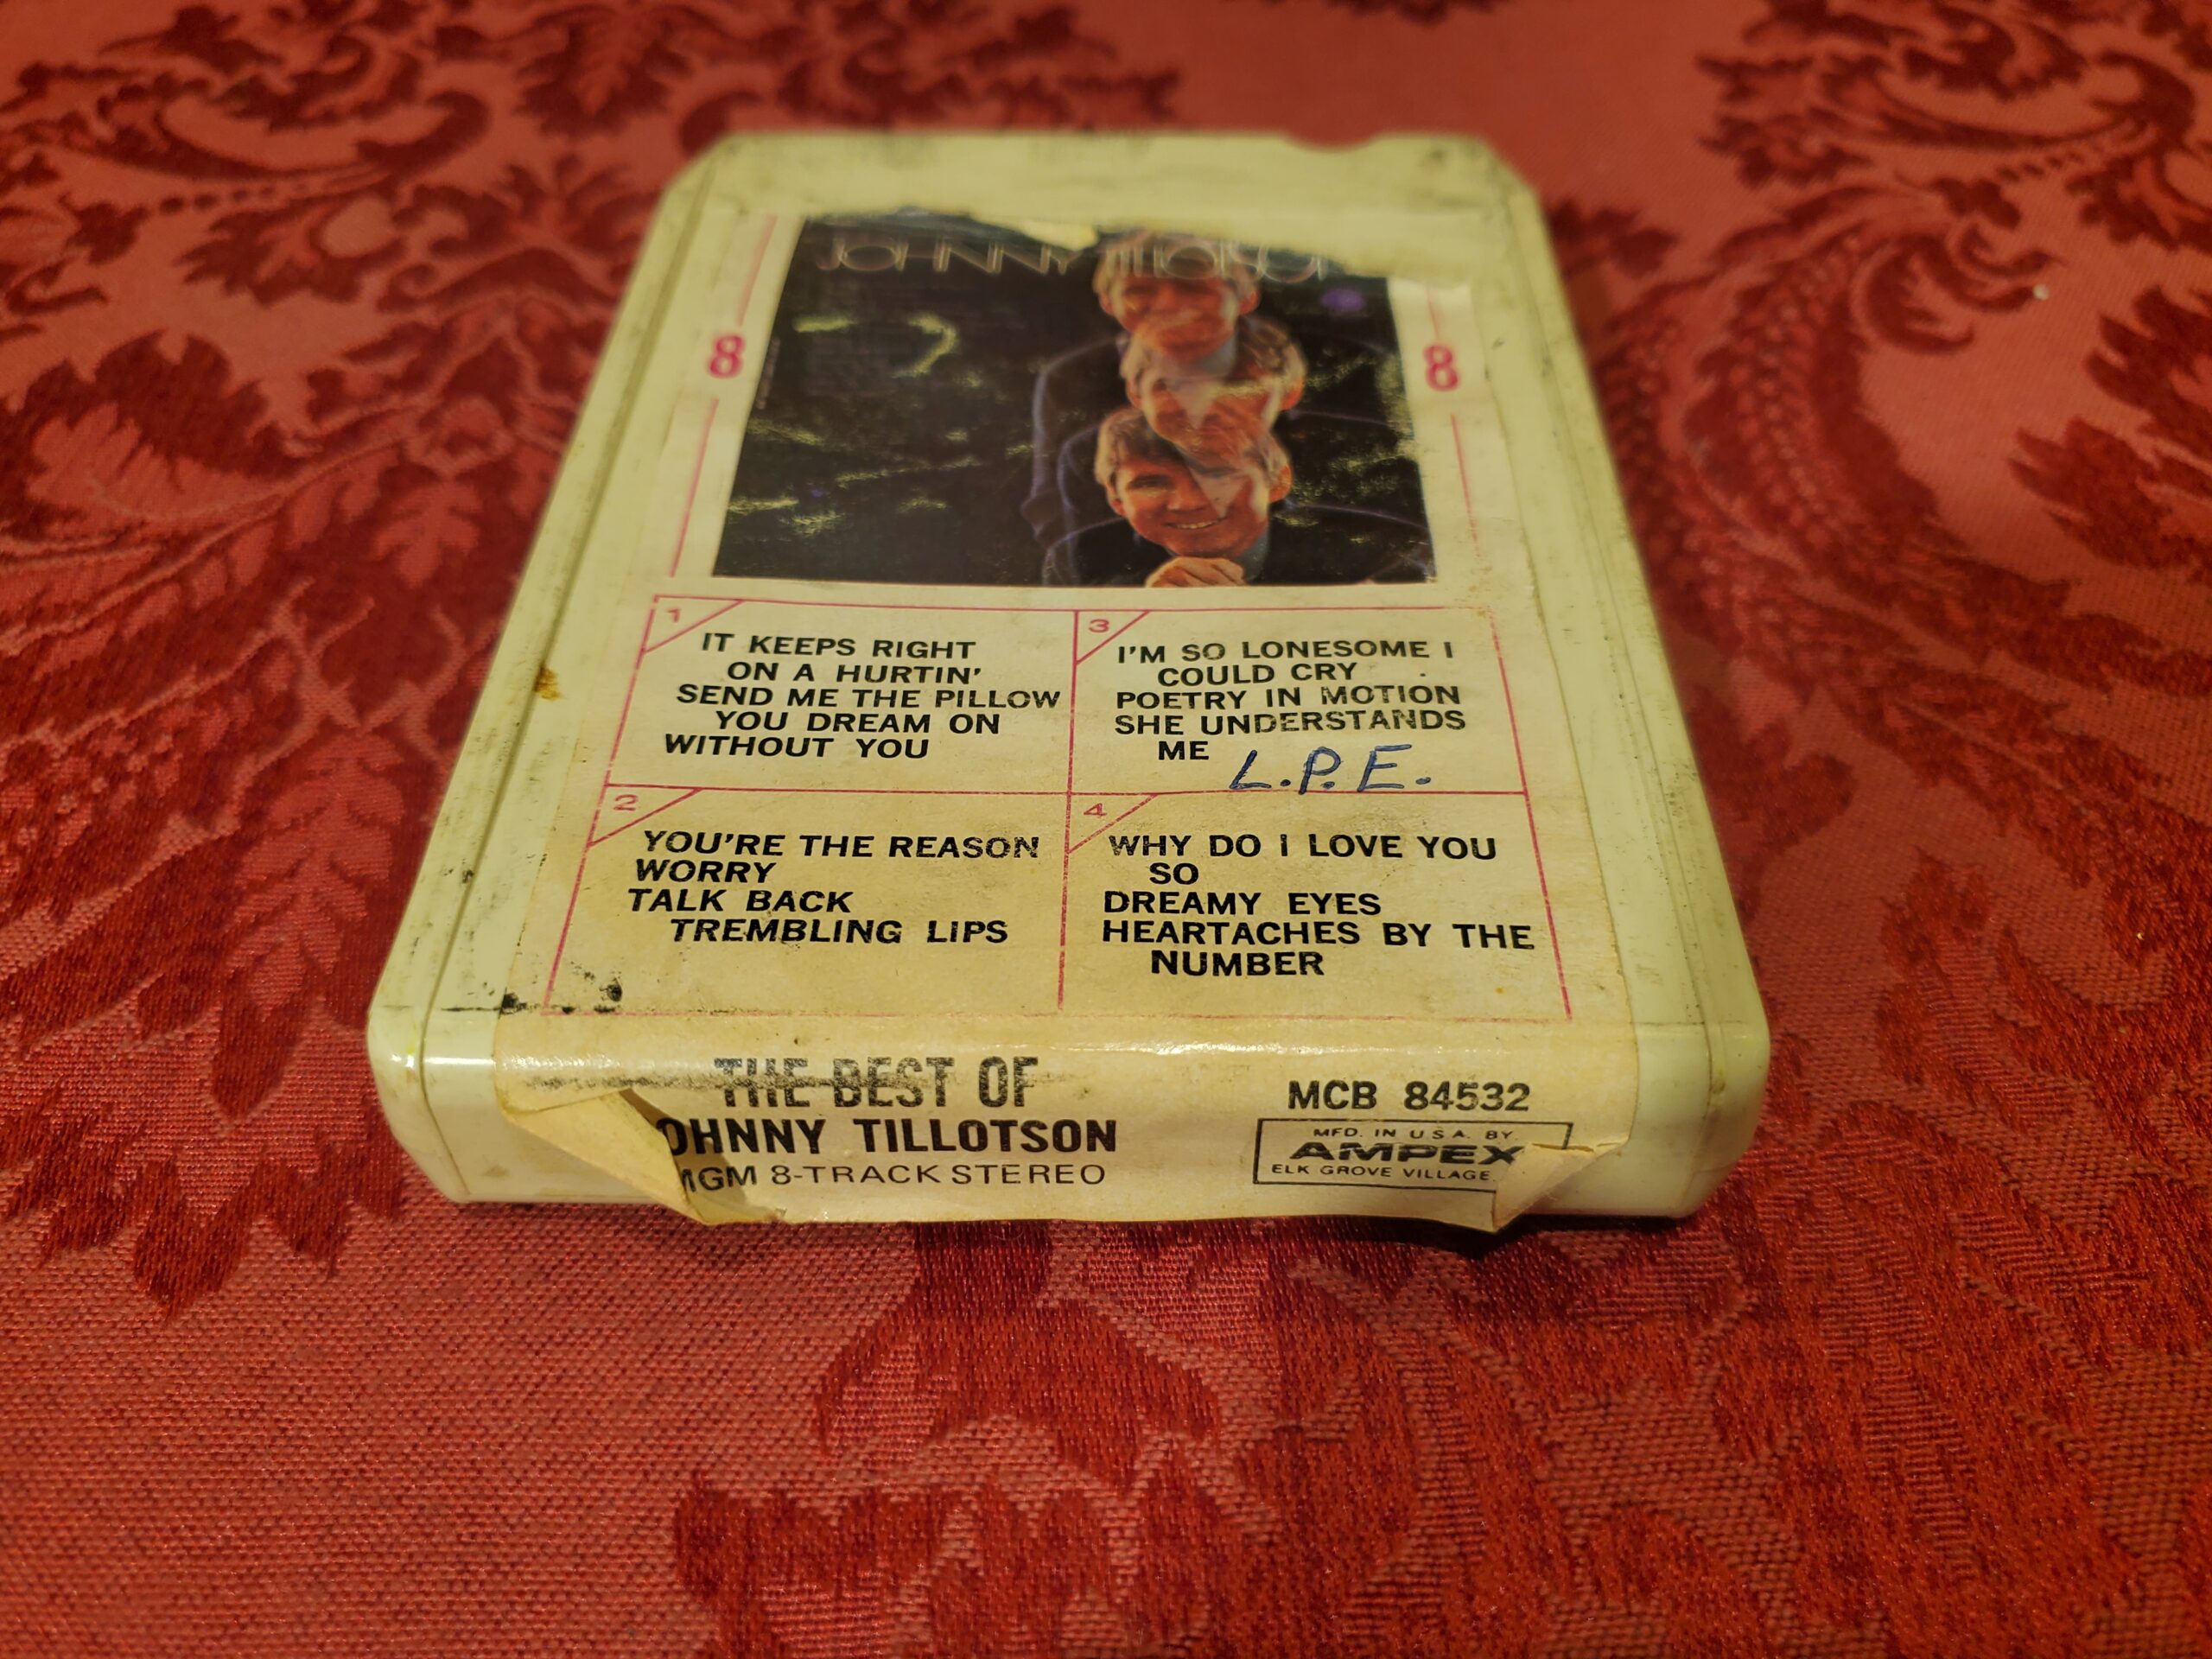 JOHNNY TILLOTSON
8
8
1
IT KEEPS RIGHT
ON A HURTIN'
SEND ME THE PILLOW
YOU DREAM ON
WITHOUT YOU
3
I'M SO LONESOME I
COULD CRY
POETRY IN MOTION
SHE UNDERSTANDS
ME
L.P.E.
2
YOU'RE THE REASON
WORRY
TALK BACK
TREMBLING LIPS
4
WHY DO I LOVE YOU
SO
DREAMY EYES
HEARTACHES BY THE
NUMBER
THE BEST OF
OHNNY TILLOTSON
MGM 8-TRACK STEREO
MCB 84532
MFD. IN U.S.A. BY
AMPEX
ELK GROVE VILLAGE,